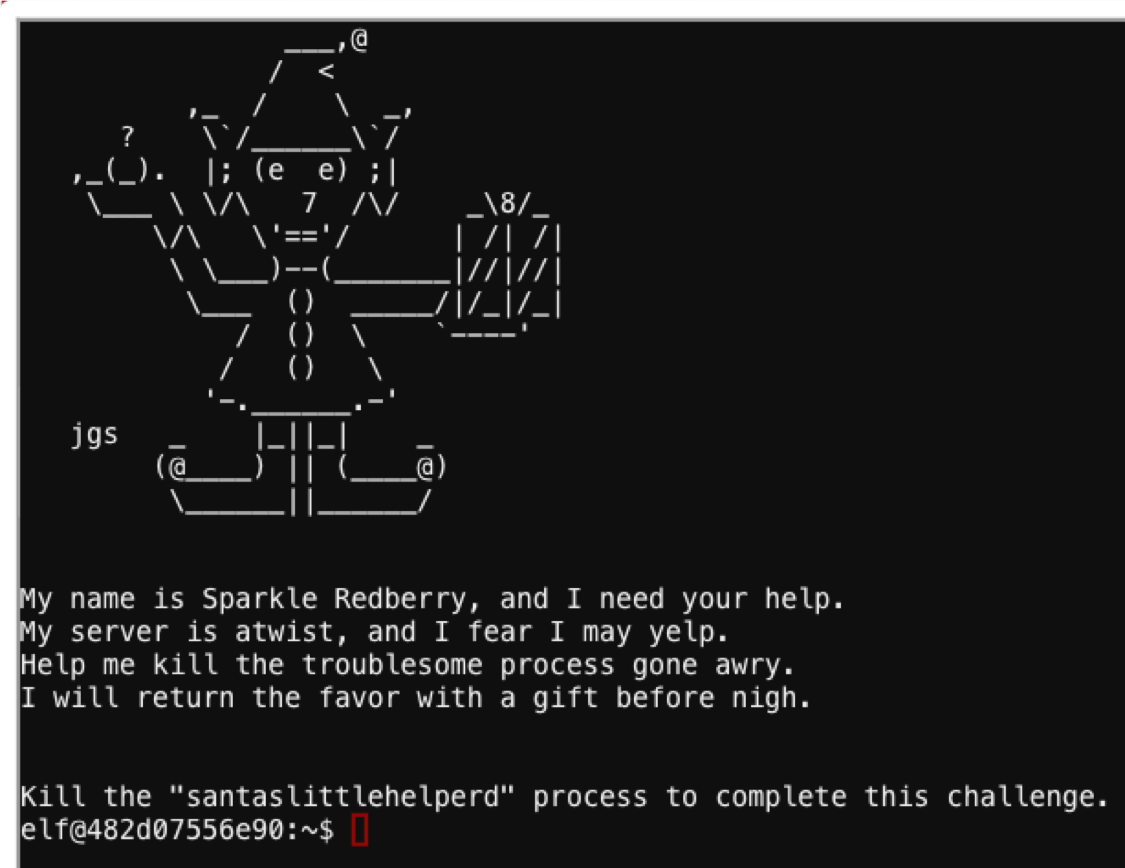 jgs
My name is Sparkle Redberry, and I need your help.
My server is atwist, and I fear I may yelp.
Help me kill the troublesome process gone awry.
I will return the favor with a gift before nigh.
Kill the "santaslittlehelperd" process to complete this challenge.
elf@482d07556e90:~$